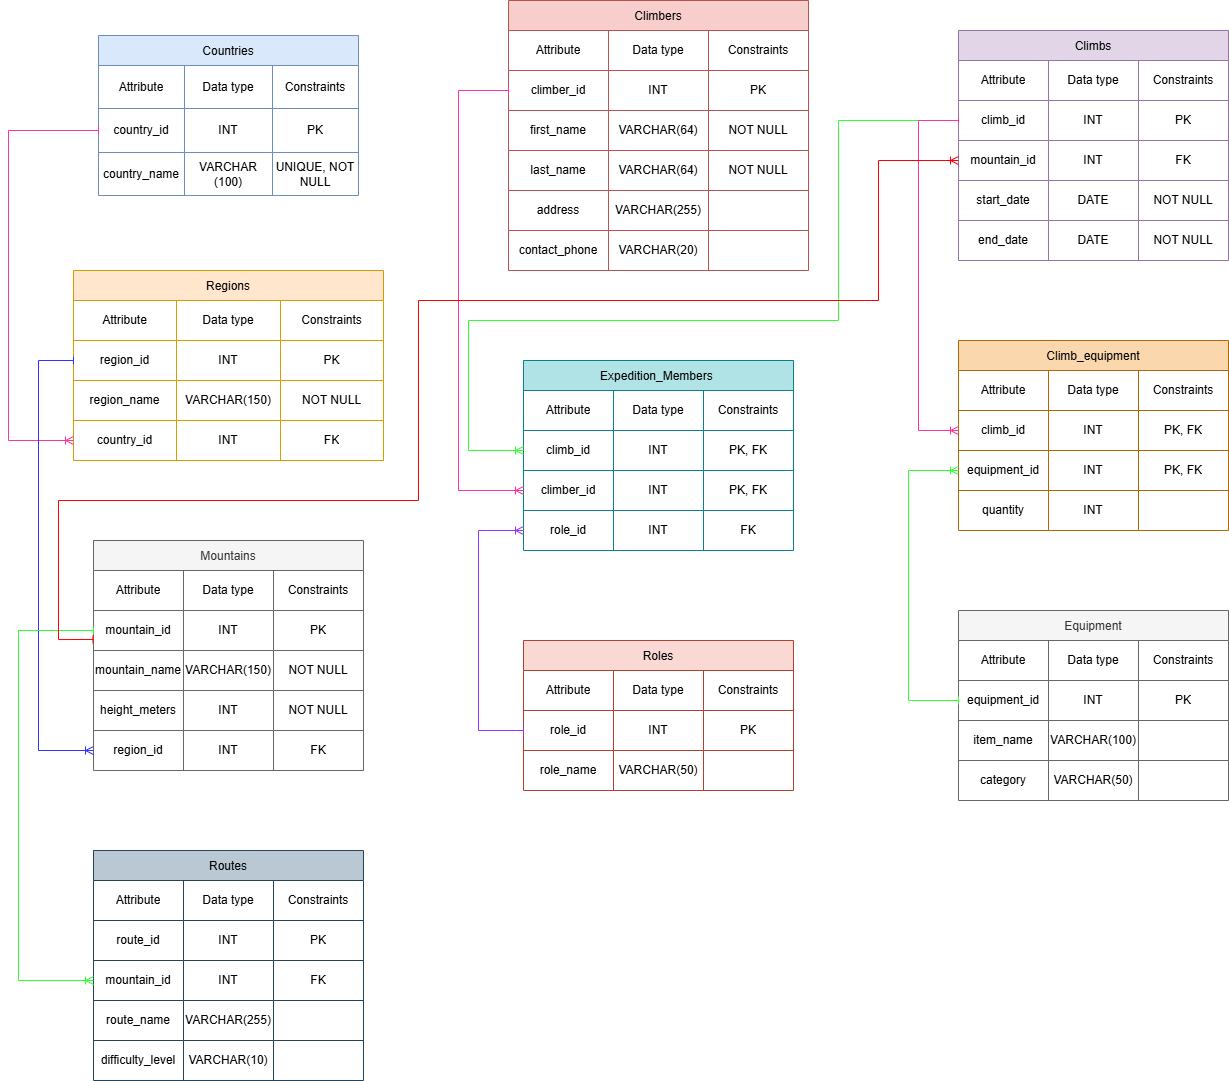 Countries
Attribute Data type Constraints
country_id INT PK
country_name VARCHAR (100) UNIQUE, NOT NULL
Regions
Attribute Data type Constraints
region_id INT PK
region_name VARCHAR(150) NOT NULL
country_id INT FK
Mountains
Attribute Data type Constraints
mountain_id INT PK
mountain_name VARCHAR(150) NOT NULL
height_meters INT NOT NULL
region_id INT FK
Routes
Attribute Data type Constraints
route_id INT PK
mountain_id INT FK
route_name VARCHAR(255)
difficulty_level VARCHAR(10)
Climbers
Attribute Data type Constraints
climber_id INT PK
first_name VARCHAR(64) NOT NULL
last_name VARCHAR(64) NOT NULL
address VARCHAR(255)
contact_phone VARCHAR(20)
Expedition_Members
Attribute Data type Constraints
climb_id INT PK, FK
climber_id INT PK, FK
role_id INT FK
Roles
Attribute Data type Constraints
role_id INT PK
role_name VARCHAR(50)
Climbs
Attribute Data type Constraints
climb_id INT PK
mountain_id INT FK
start_date DATE NOT NULL
end_date DATE NOT NULL
Climb_equipment
Attribute Data type Constraints
climb_id INT PK, FK
equipment_id INT PK, FK
quantity INT
Equipment
Attribute Data type Constraints
equipment_id INT PK
item_name VARCHAR(100)
category VARCHAR(50)